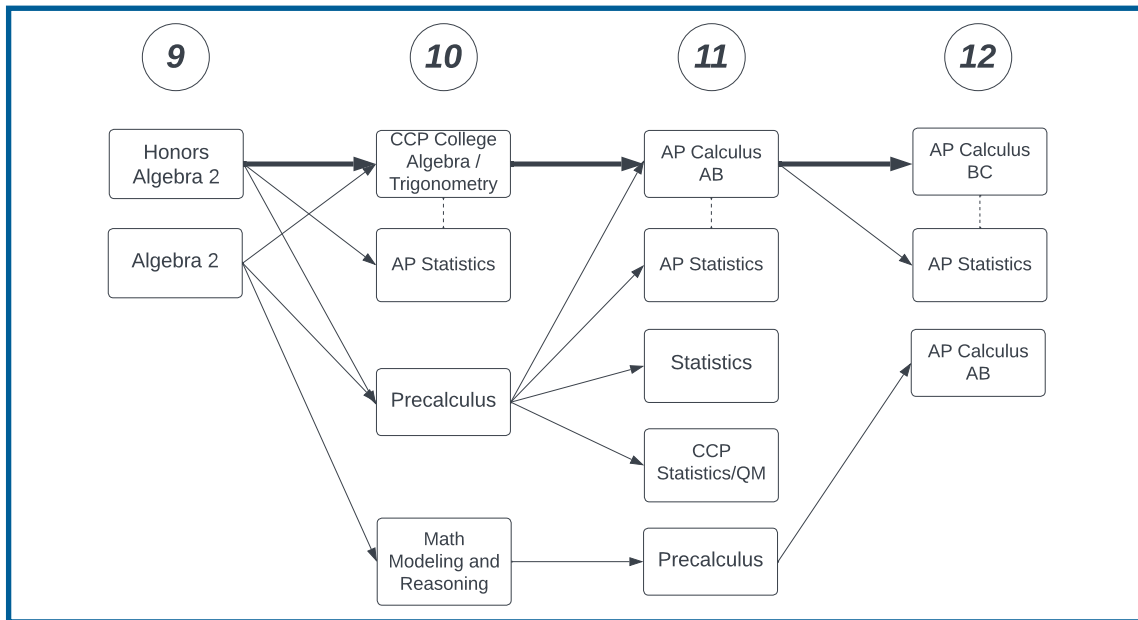 9
10
11
12
Honors
Algebra 2
CCP College
Algebra /
Trigonometry
AP Calculus
AB
AP Calculus
BC
Algebra 2
AP Statistics
AP Statistics
AP Statistics
Precalculus
Statistics
AP Calculus
AB
CCP
Statistics/QM
Math
Modeling and
Reasoning
Precalculus